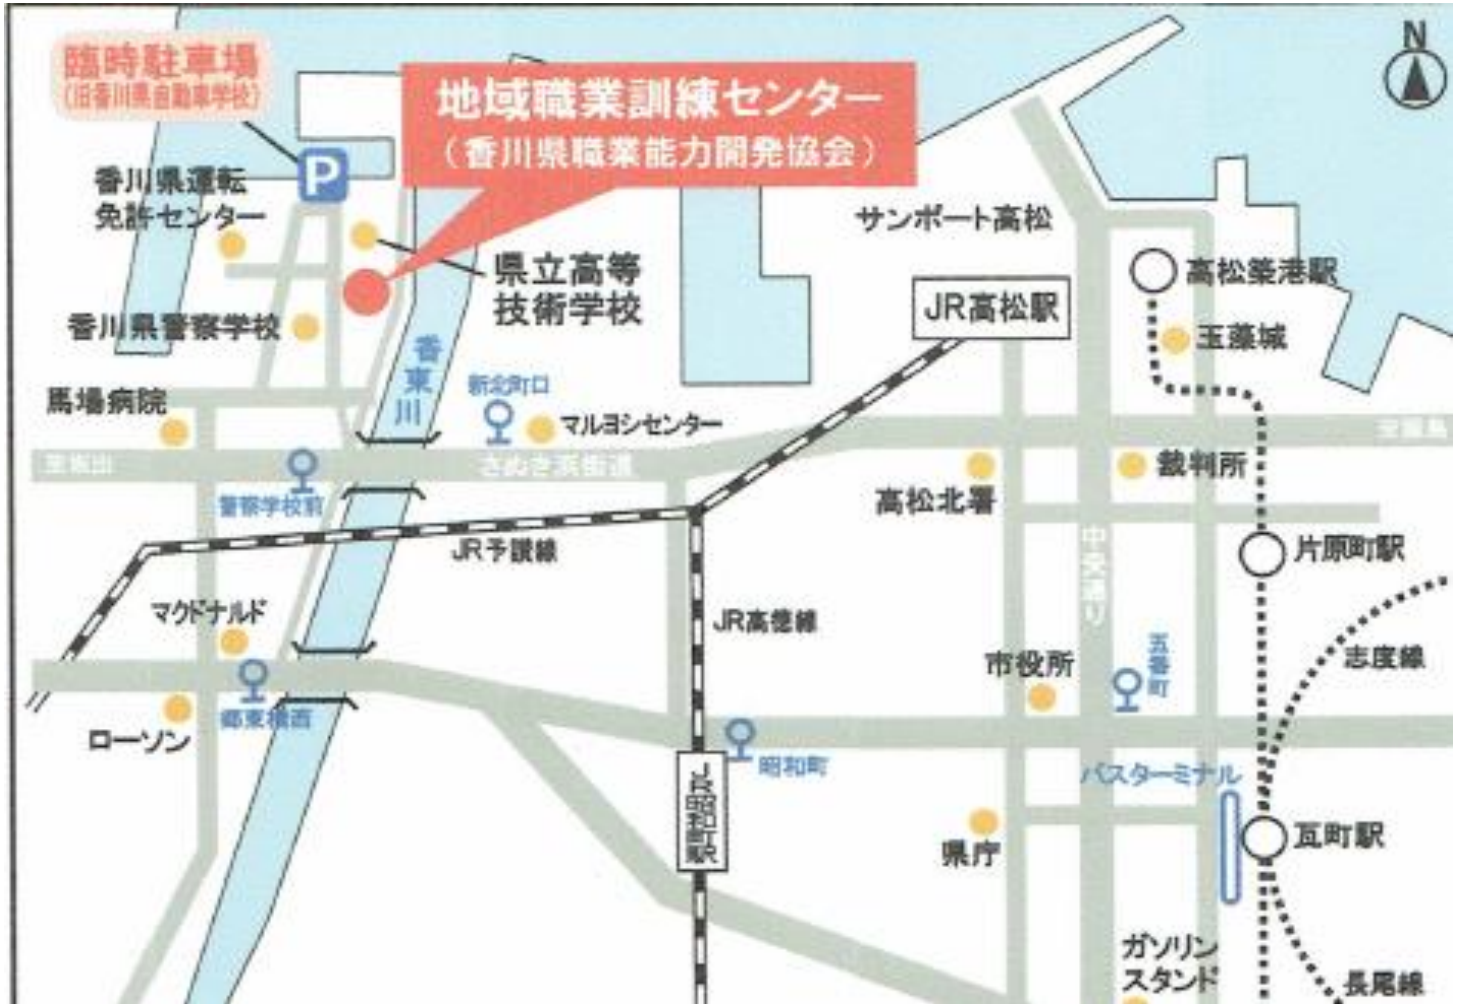 臨時駐車場
(旧香川県自動車学校)
N
地域職業訓練センター
(香川県職業能力開発協会)
P
香川県運転
免許センター
サンポート高松
県立高等
技術学校
高松築港駅
JR高松駅
香川県警察学校
玉藻城
香東川
新北町口
馬場病院
マルヨシセンター
至坂出
さぬき浜街道
裁判所
警察学校前
高松北署
JR予讃線
中央通り
片原町駅
マクドナルド
JR高徳線
市役所
五番町
志度線
郷東橋西
ローソン
昭和町
バスターミナル
JR昭和町駅
県庁
瓦町駅
ガソリン
スタンド
長尾線